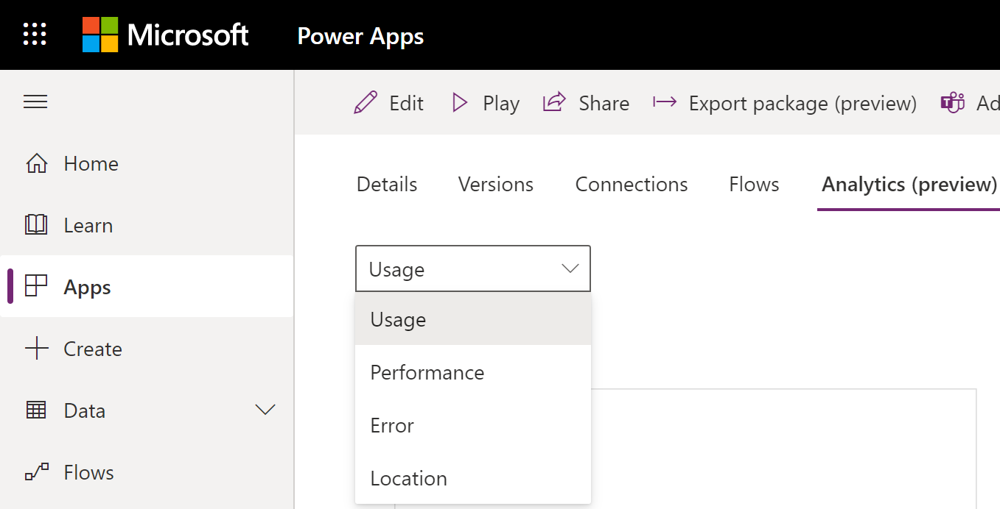 Microsoft Power Apps
Edit Play Share Export package (preview) Ad
Home
Learn
Apps
Create
Data
Flows
Details Versions Connections Flows Analytics (preview)
Usage
Usage
Performance
Error
Location